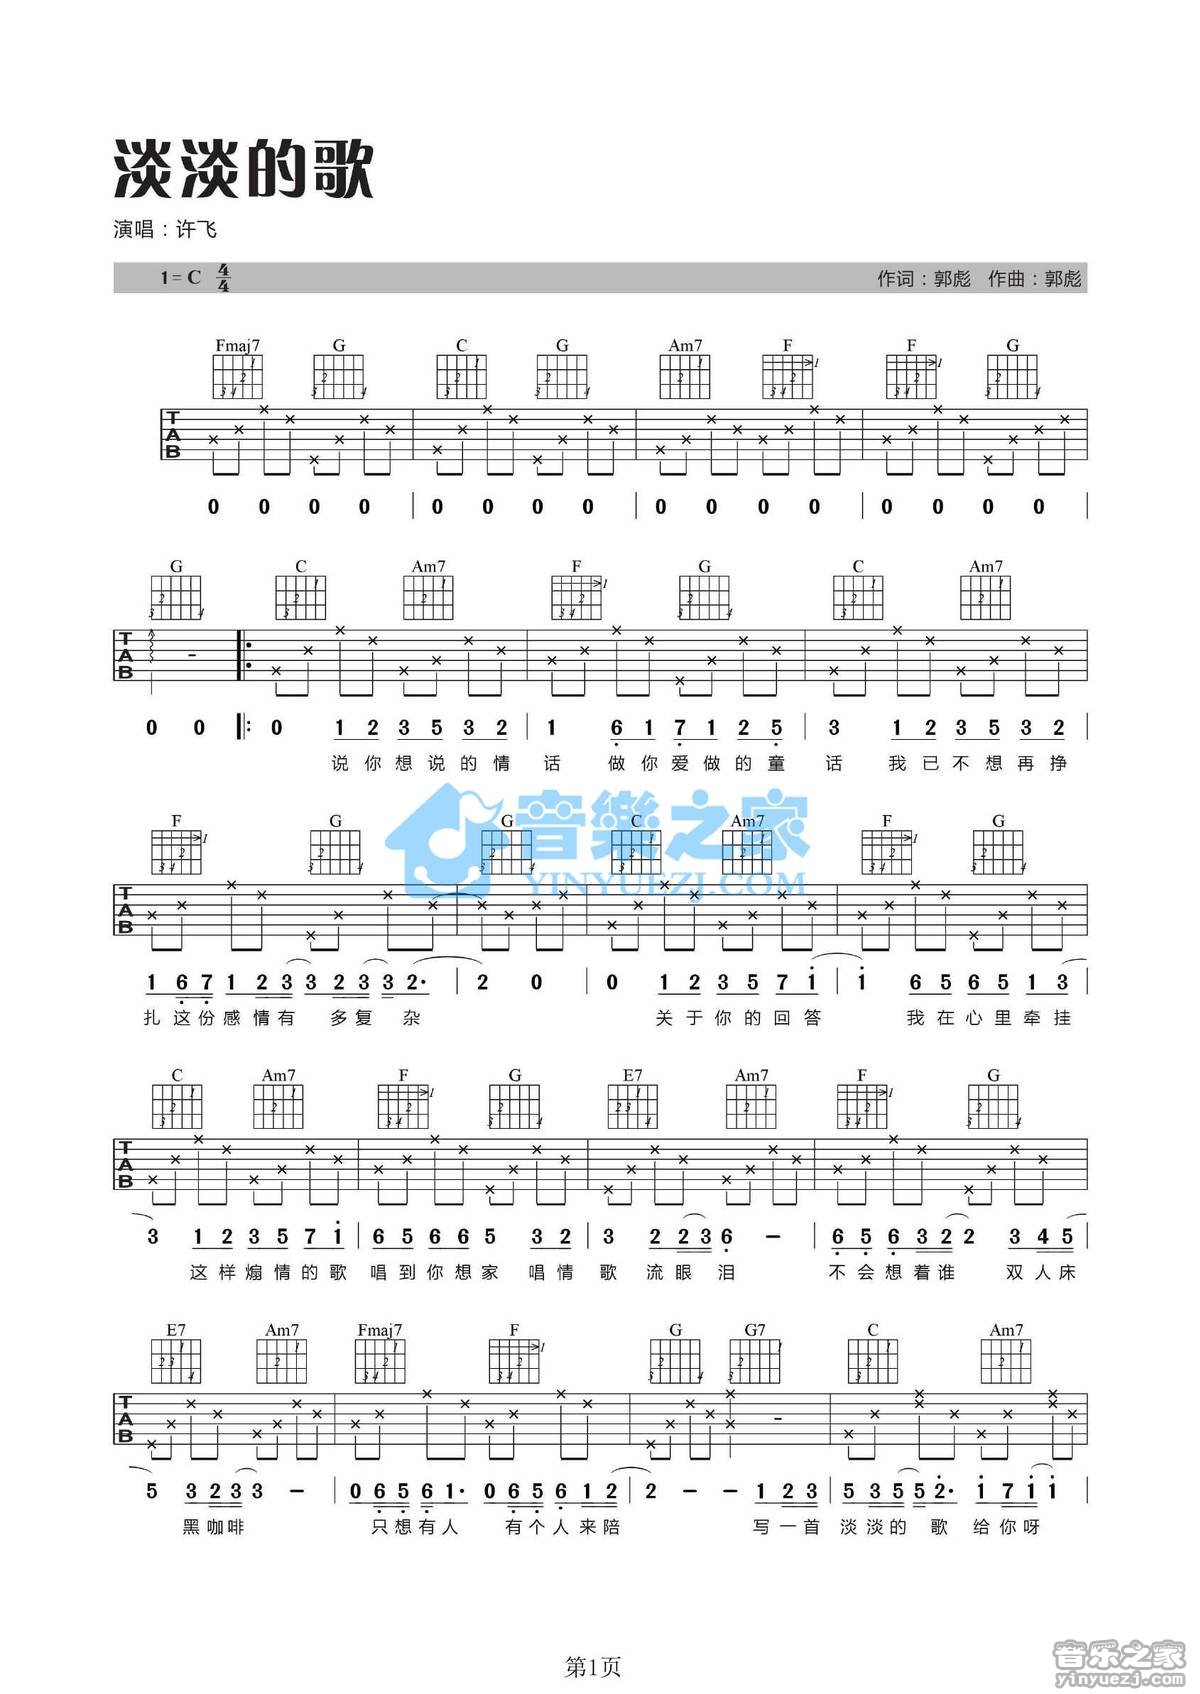 淡淡的歌
演唱：许飞
1=C 4/4 作词：郭彪 作曲：郭彪
Fmaj7 G C G Am7 F F G
TAB
0 0 0 0 | 0 0 0 0 | 0 0 0 0 | 0 0 0 0 |
G C Am7 F G C Am7
TAB
0 0 0 1 2 3 5 3 2 | 1 6 1 7 1 2 5 | 3 1 2 3 5 3 2 |
说你想说的情 话 做你爱做的童 话 我已不想再挣
音樂之家
YINYUEZJ.COM
F G G C Am7 F G
TAB
1 6 7 1 2 3 3 2 3 3 2· | 2 0 | 0 1 2 3 5 7 1 | 1 6 5 6 5 1 3 |
扎这份感情有 多复 杂 关于你的回答 我在心里牵挂
C Am7 F G E7 Am7 F G
TAB
3 1 2 3 5 7 1 | 6 5 6 6 5 3 2 | 3 2 2 3 6 - | 6 5 6 3 2 2 3 4 5 |
这样煽情的歌 唱到你想家 唱情 歌 流眼泪 不会想着谁 双人床
E7 Am7 Fmaj7 F G G7 C Am7
TAB
5 3 2 3 3 - | 0 6 5 6 1· 0 6 5 6 1 2 | 2 - - 1 2 3 | 5 3 5 5 2· 1 7 1 1 |
黑咖啡 只想有人 有个人来陪 写一首 淡淡的 歌 给你呀
第1页
音乐之家
yinyuezj.com